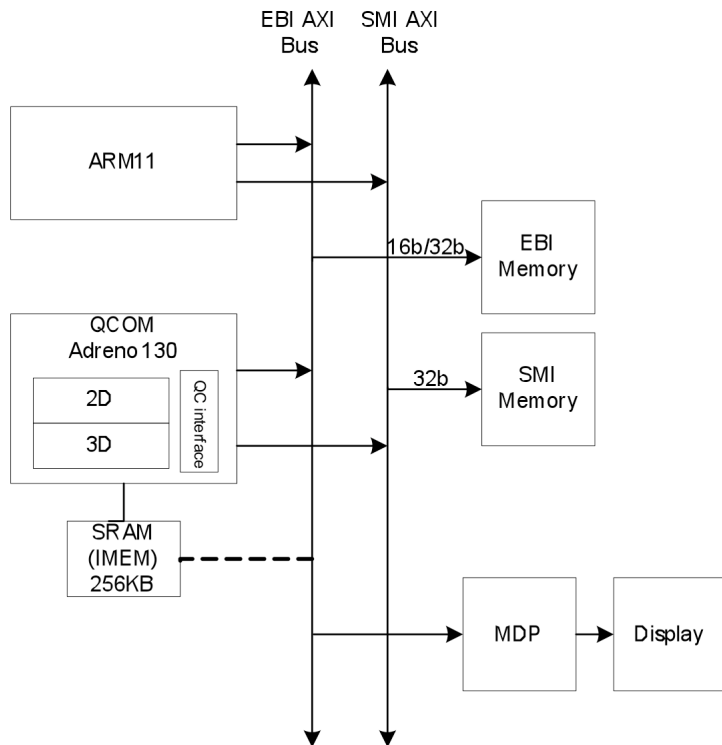 EBI AXI
Bus
SMI AXI
Bus
ARM11
16b/32b
EBI
Memory
QCOM
Adreno 130
2D
3D
QC interface
32b
SMI
Memory
SRAM
(IMEM)
256KB
MDP
Display